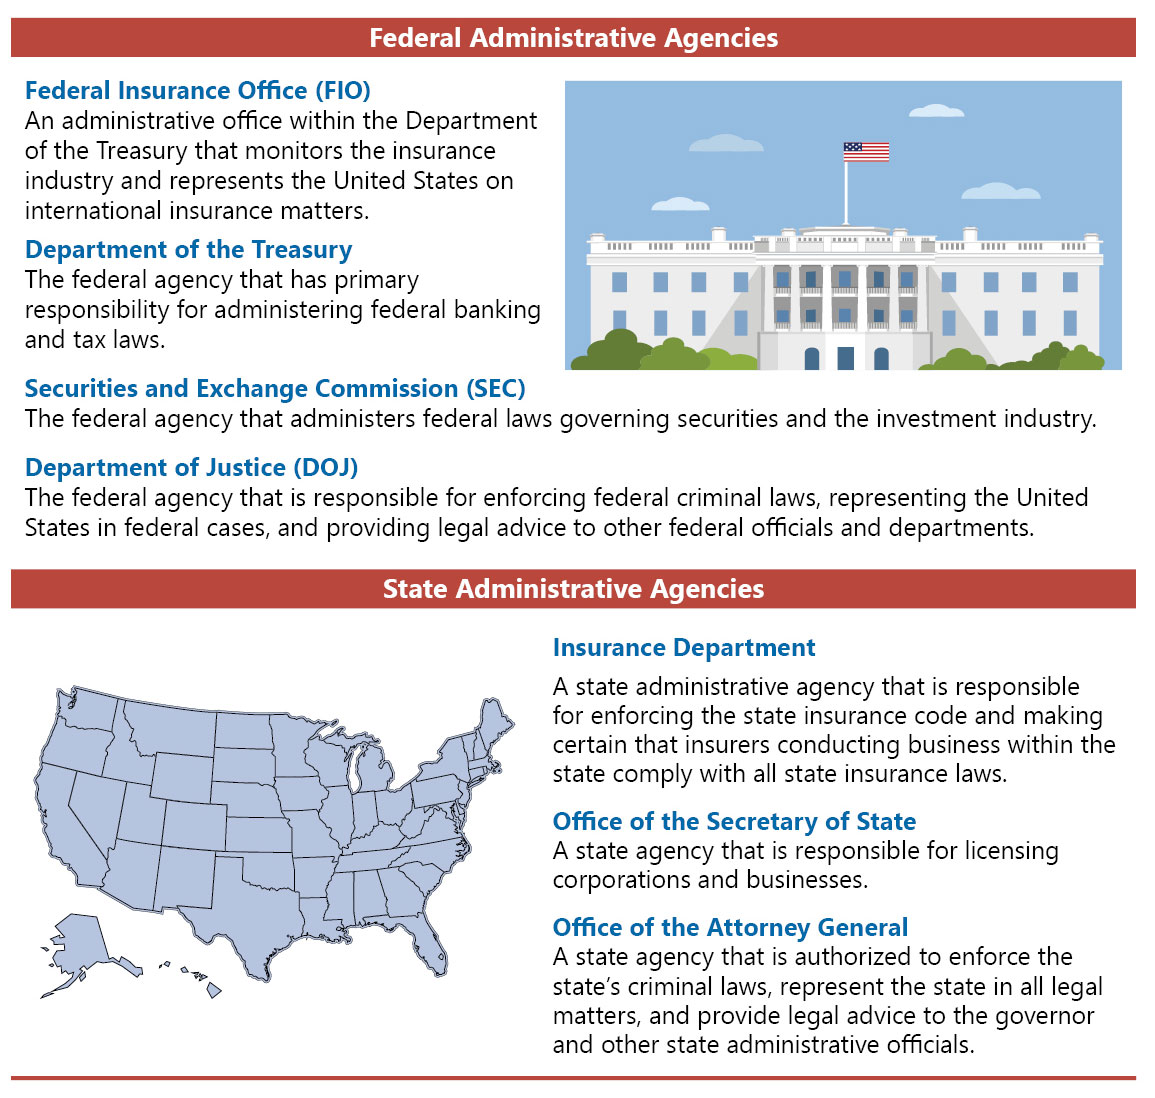 Federal Administrative Agencies
Federal Insurance Office (FIO)
An administrative office within the Department
of the Treasury that monitors the insurance
industry and represents the United States on
international insurance matters.
Department of the Treasury
The federal agency that has primary
responsibility for administering federal banking
and tax laws.
Securities and Exchange Commission (SEC)
The federal agency that administers federal laws governing securities and the investment industry.
Department of Justice (DOJ)
The federal agency that is responsible for enforcing federal criminal laws, representing the United
States in federal cases, and providing legal advice to other federal officials and departments.
State Administrative Agencies
Insurance Department
A state administrative agency that is responsible
for enforcing the state insurance code and making
certain that insurers conducting business within the
state comply with all state insurance laws.
Office of the Secretary of State
A state agency that is responsible for licensing
corporations and businesses.
Office of the Attorney General
A state agency that is authorized to enforce the
state’s criminal laws, represent the state in all legal
matters, and provide legal advice to the governor
and other state administrative officials.